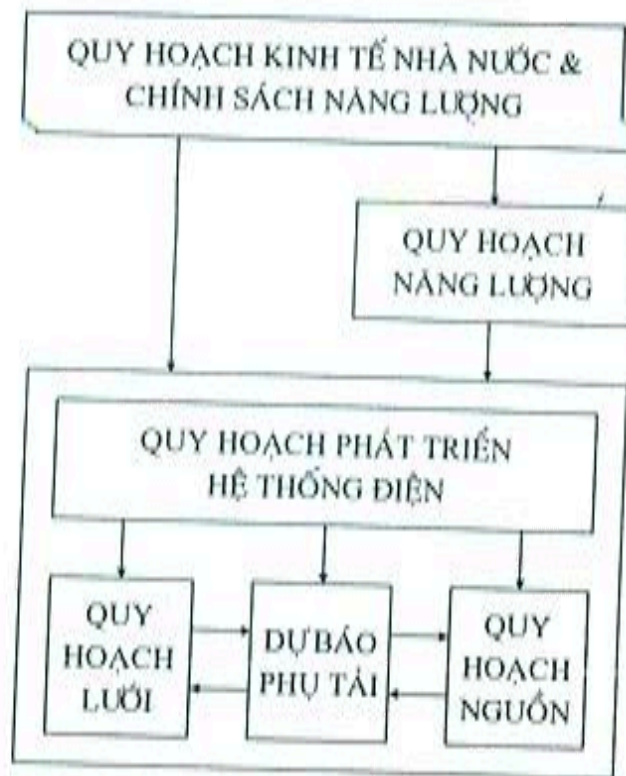 QUY HOẠCH KINH TẾ NHÀ NƯỚC &
CHÍNH SÁCH NĂNG LƯỢNG
QUY HOẠCH
NĂNG LƯỢNG
QUY HOẠCH PHÁT TRIỂN
HỆ THỐNG ĐIỆN
QUY
HOẠCH
LƯỚI
DỰ BÁO
PHỤ TẢI
QUY
HOẠCH
NGUỒN